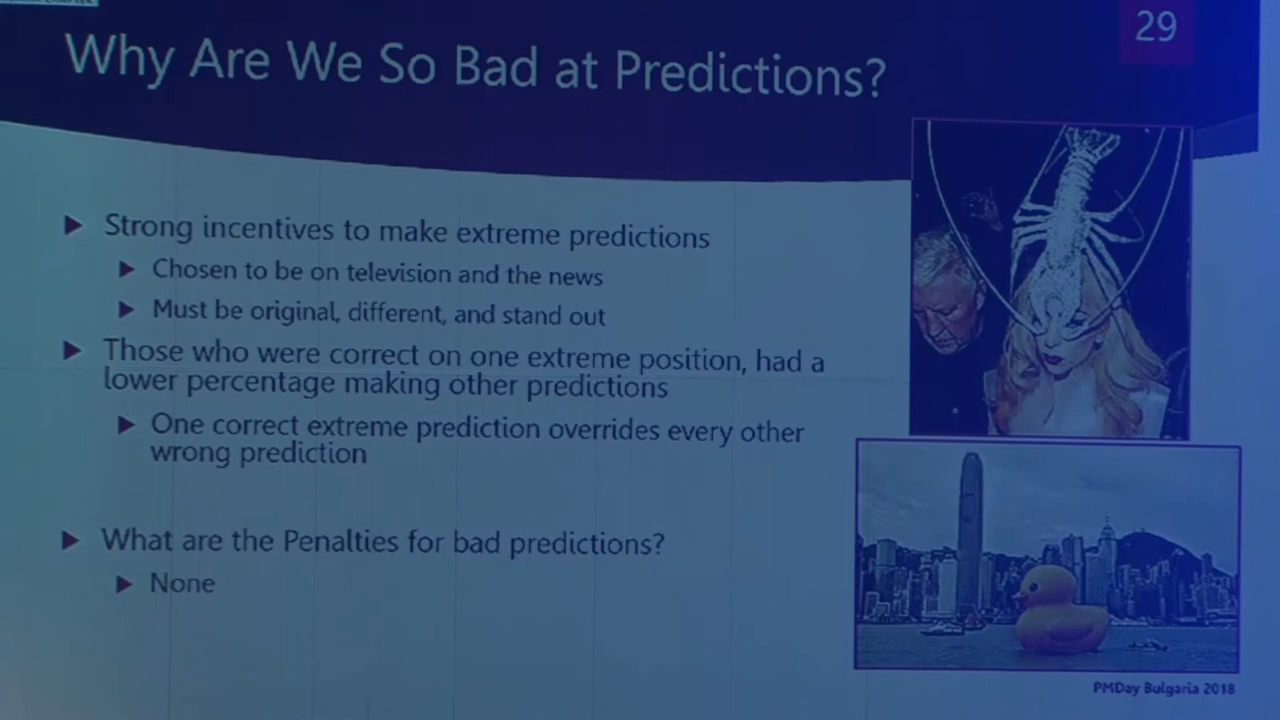 29
Why Are We So Bad at Predictions?
Strong incentives to make extreme predictions
Chosen to be on television and the news
Must be original, different, and stand out
Those who were correct on one extreme position, had a
lower percentage making other predictions
One correct extreme prediction overrides every other
wrong prediction
What are the Penalties for bad predictions?
None
PMDay Bulgaria 2018